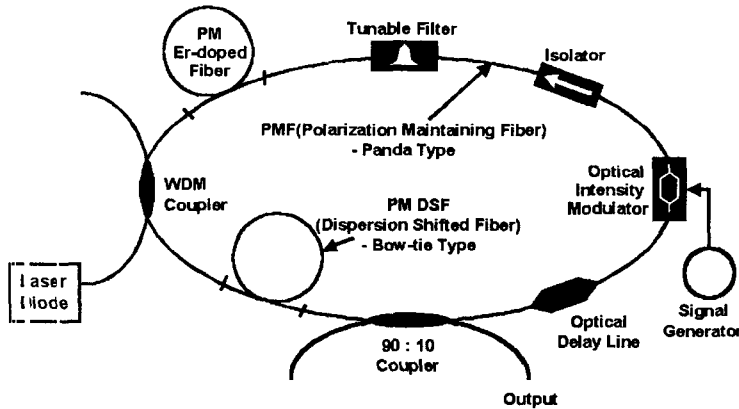 PM
Er-doped
Fiber
Tunable Filter
Isolator
PMF(Polarization Maintaining Fiber)
- Panda Type
WDM
Coupler
PM DSF
(Dispersion Shifted Fiber)
- Bow-tie Type
Optical
Intensity
Modulator
Laser
Diode
90 : 10
Coupler
Optical
Delay Line
Signal
Generator
Output